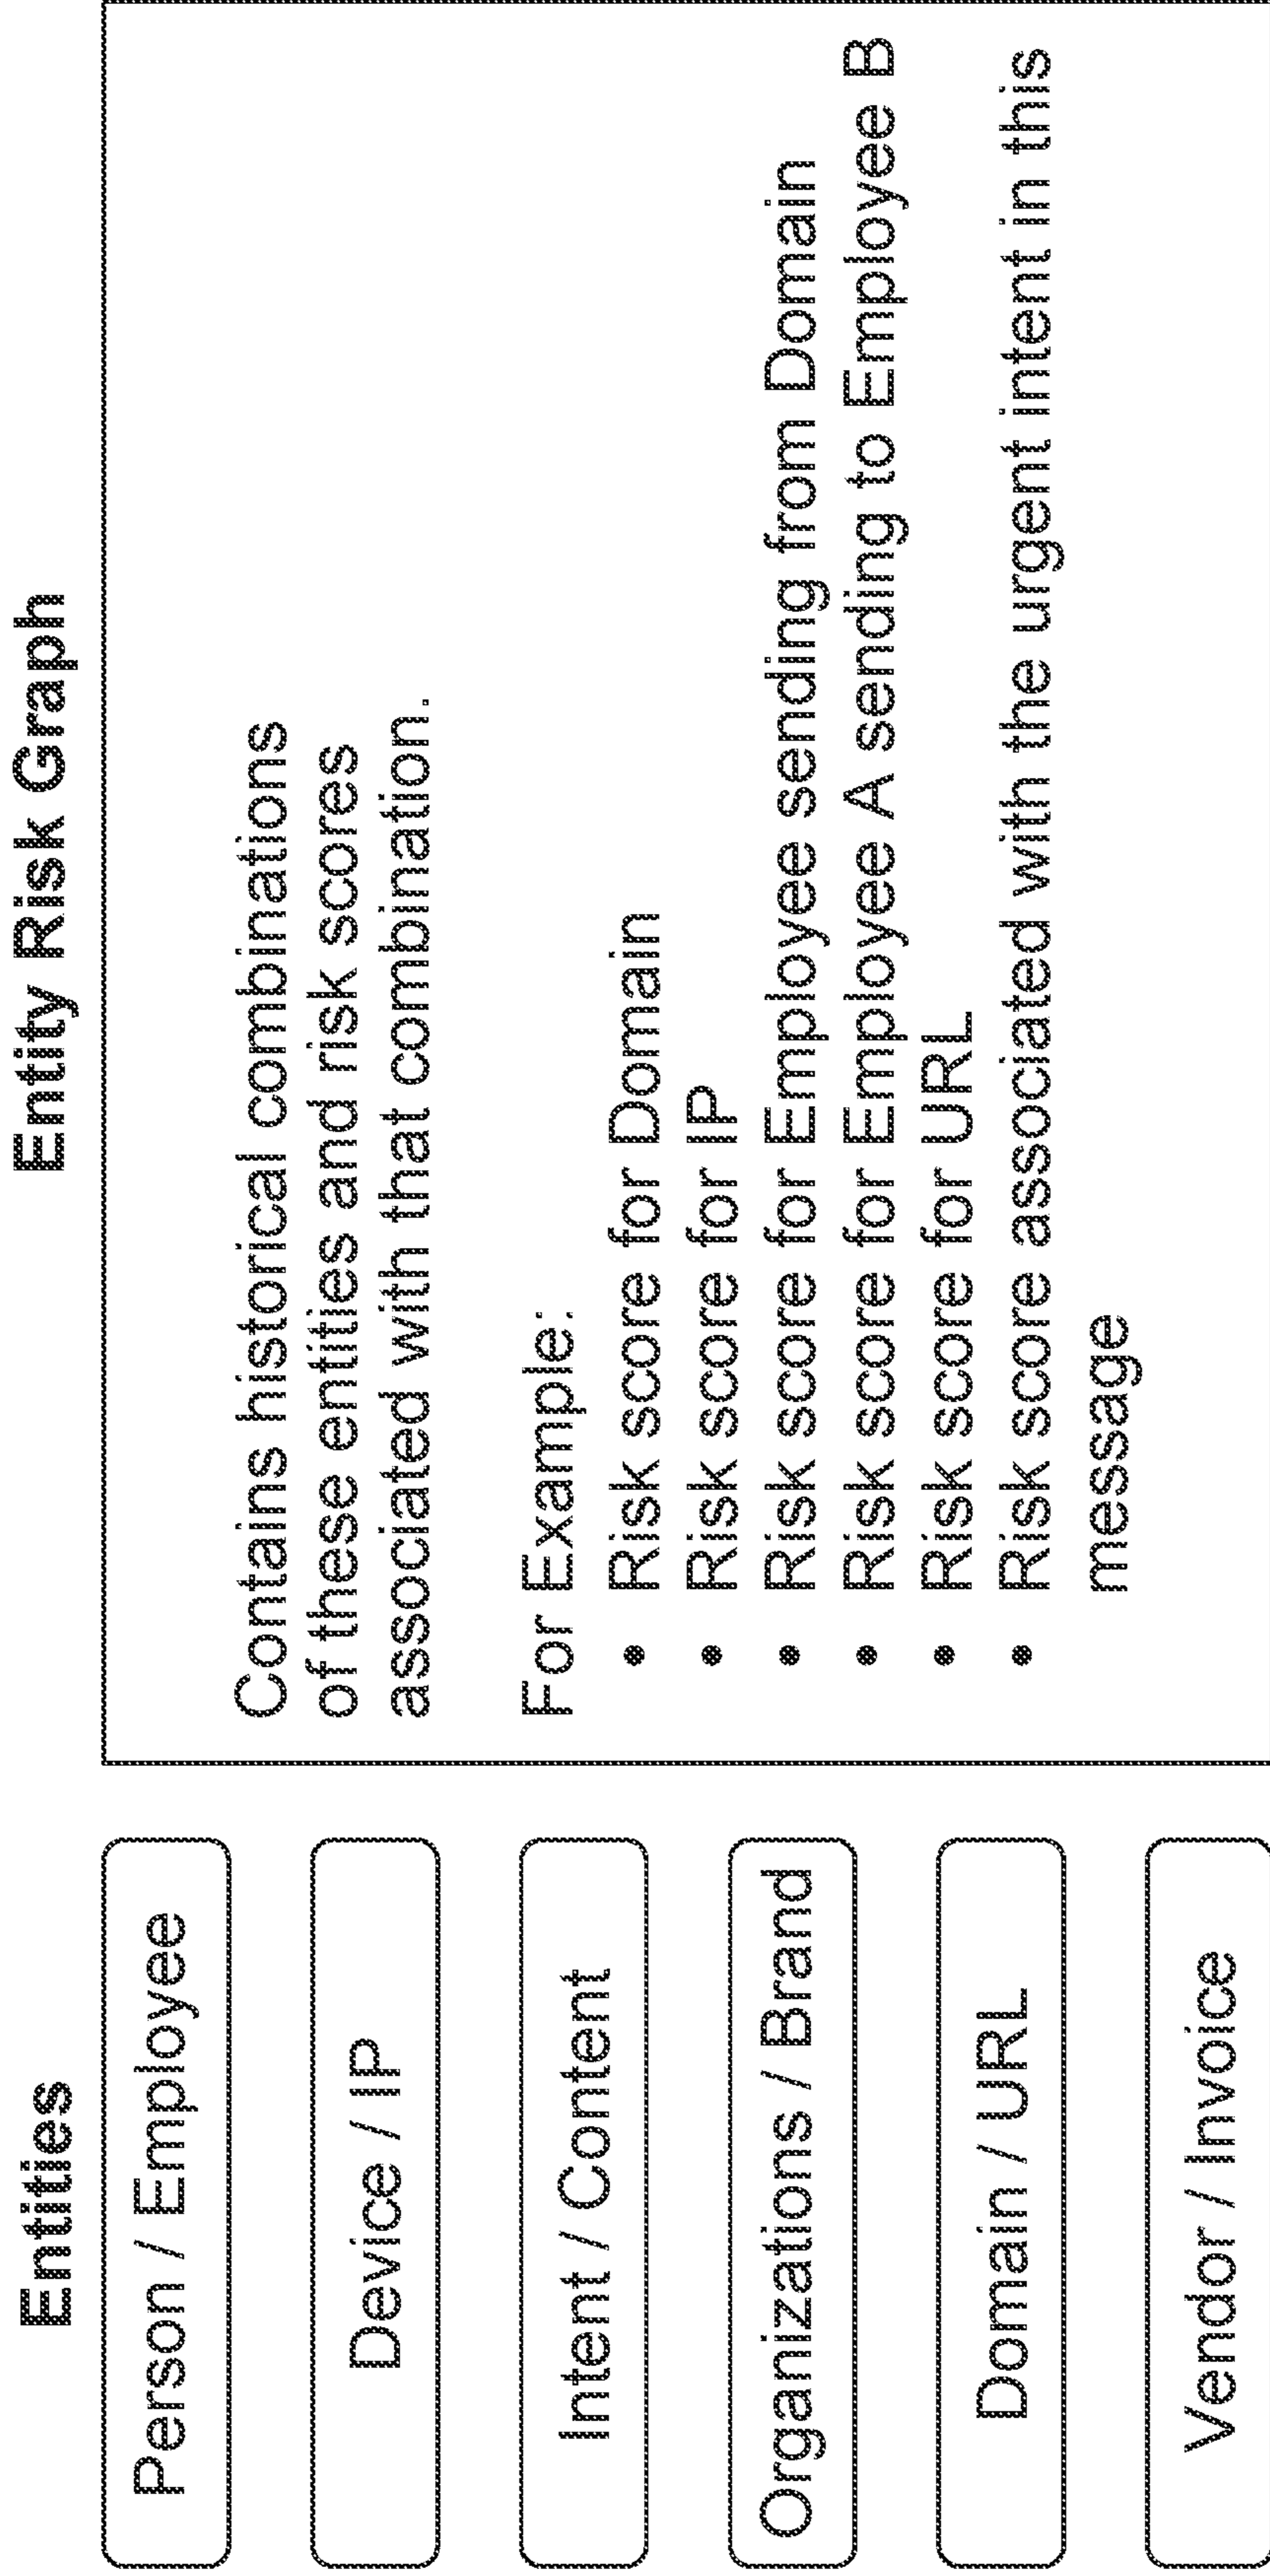 Entities
Person / Employee
Device / IP
Intent / Content
Organizations / Brand
Domain / URL
Vendor / Invoice
Entity Risk Graph
Contains historical combinations
of these entities and risk scores
associated with that combination.
For Example:
• Risk score for Domain
• Risk score for IP
• Risk score for Employee sending from Domain
• Risk score for Employee A sending to Employee B
• Risk score for URL
• Risk score associated with the urgent intent in this
message